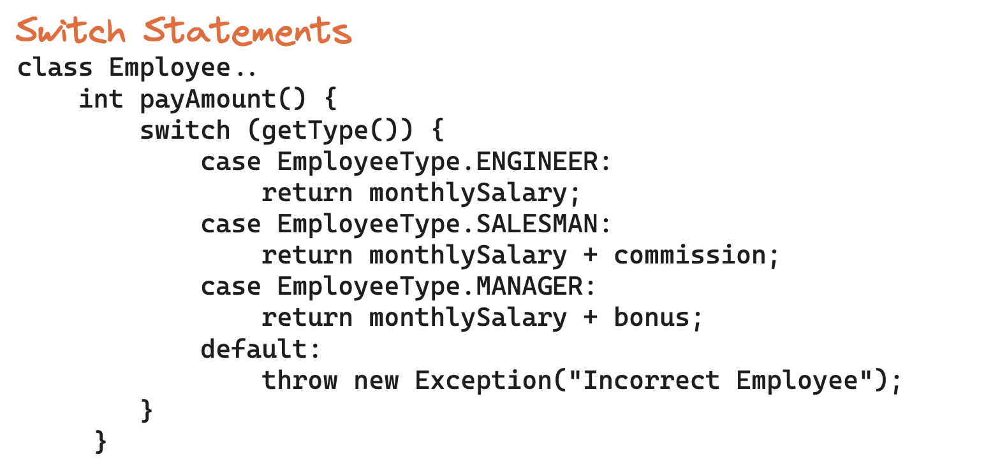 Switch Statements
class Employee..
int payAmount() {
switch (getType()) {
case EmployeeType.ENGINEER:
return monthlySalary;
case EmployeeType.SALESMAN:
return monthlySalary + commission;
case EmployeeType.MANAGER:
return monthlySalary + bonus;
default:
throw new Exception("Incorrect Employee");
}
}